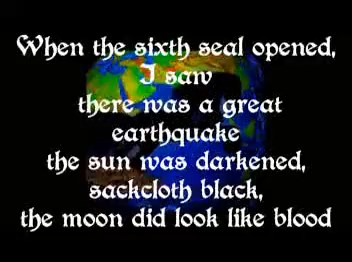 When the sixth seal opened,
I saw
there was a great
earthquake
the sun was darkened,
sackcloth black,
the moon did look like blood